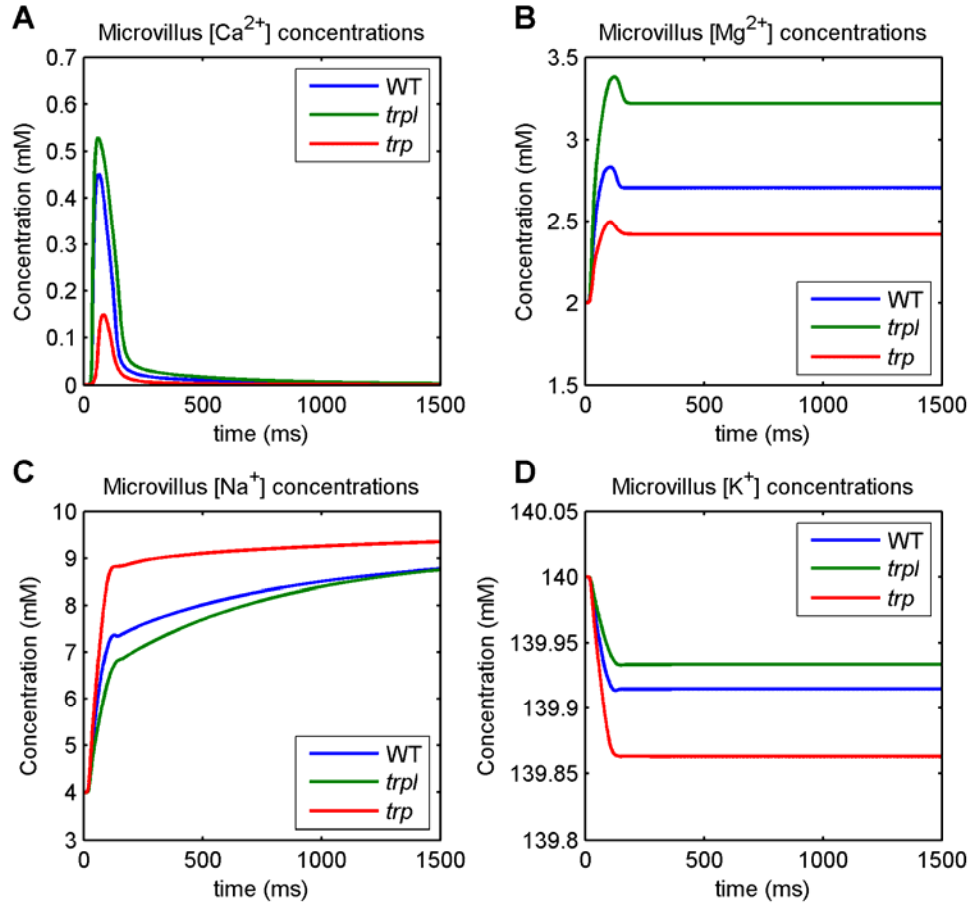 A
Microvillus [Ca2+] concentrations
Concentration (mM)
0.8
0.7
0.6
0.5
0.4
0.3
0.2
0.1
0
WT
trpl
trp
0 500 1000 1500
time (ms)
B
Microvillus [Mg2+] concentrations
Concentration (mM)
3.5
3
2.5
2
1.5
WT
trpl
trp
0 500 1000 1500
time (ms)
C
Microvillus [Na+] concentrations
Concentration (mM)
10
9
8
7
6
5
4
3
WT
trpl
trp
0 500 1000 1500
time (ms)
D
Microvillus [K+] concentrations
Concentration (mM)
140.05
140
139.95
139.9
139.85
139.8
WT
trpl
trp
0 500 1000 1500
time (ms)